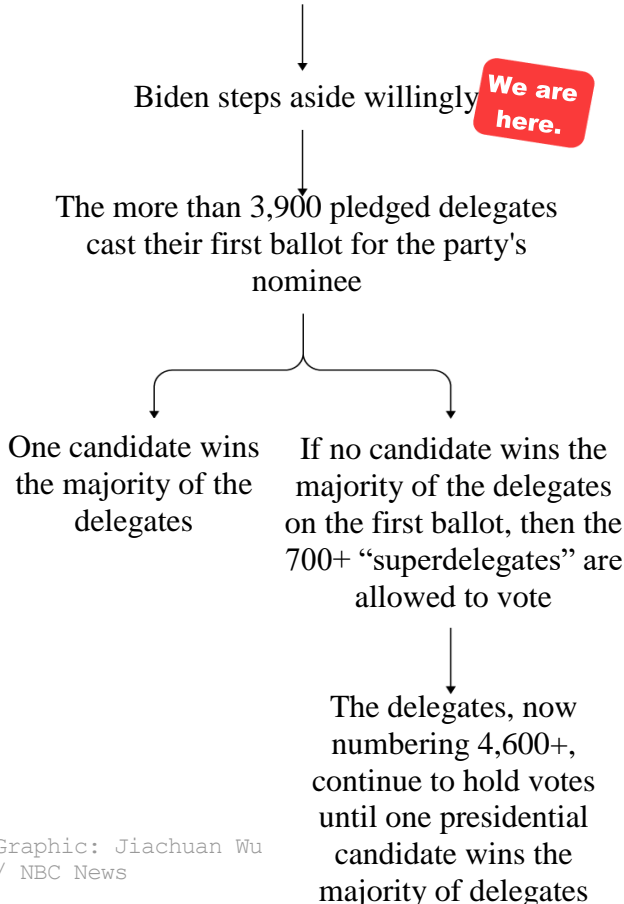 Biden steps aside willingly
We are
here.
The more than 3,900 pledged delegates
cast their first ballot for the party's
nominee
One candidate wins
the majority of the
delegates
If no candidate wins the
majority of the delegates
on the first ballot, then the
700+ “superdelegates” are
allowed to vote
The delegates, now
numbering 4,600+,
continue to hold votes
until one presidential
candidate wins the
majority of delegates
Graphic: Jiachuan Wu
/ NBC News